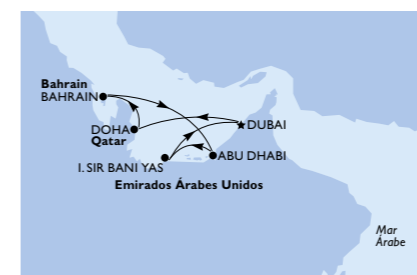 Bahrain
BAHRAIN
DOHA
Qatar
DUBAI
ABU DHABI
I. SIR BANI YAS
Emirados Árabes Unidos
Mar
Árabe